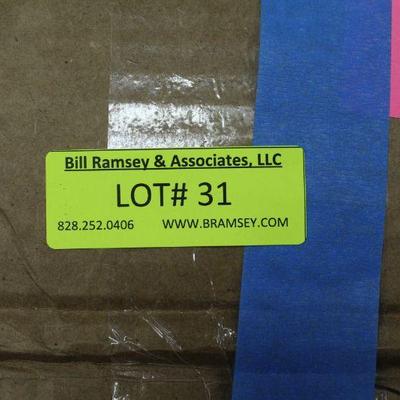 Bill Ramsey & Associates, LLC
LOT# 31
828.252.0406 WWW.BRAMSEY.COM